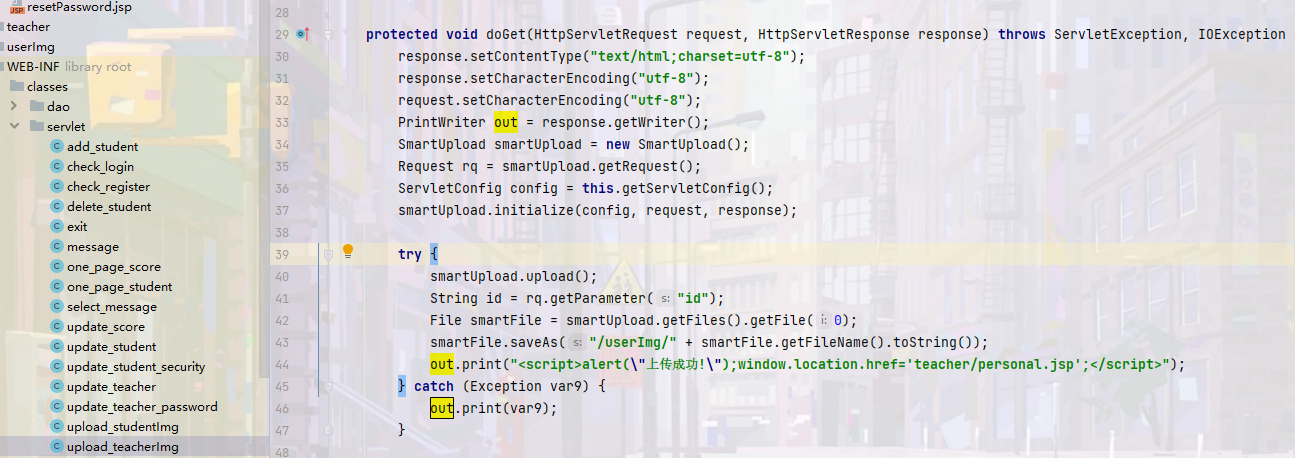 resetPassword.jsp
teacher
userImg
WEB-INF library root
classes
dao
servlet
add_student
check_login
check_register
delete_student
exit
message
one_page_score
one_page_student
select_message
update_score
update_student
update_student_security
update_teacher
update_teacher_password
upload_studentImg
upload_teacherImg
28
29 protected void doGet(HttpServletRequest request, HttpServletResponse response) throws ServletException, IOException
30 response.setContentType("text/html;charset=utf-8");
31 response.setCharacterEncoding("utf-8");
32 request.setCharacterEncoding("utf-8");
33 PrintWriter out = response.getWriter();
34 SmartUpload smartUpload = new SmartUpload();
35 Request rq = smartUpload.getRequest();
36 ServletConfig config = this.getServletConfig();
37 smartUpload.initialize(config, request, response);
38
39 try {
40 smartUpload.upload();
41 String id = rq.getParameter( s: "id");
42 File smartFile = smartUpload.getFiles().getFile( i: 0);
43 smartFile.saveAs( s: "/userImg/" + smartFile.getFileName().toString());
44 out.print("<script>alert(\"上传成功!\");window.location.href='teacher/personal.jsp';</script>");
45 } catch (Exception var9) {
46 out.print(var9);
47 }
48